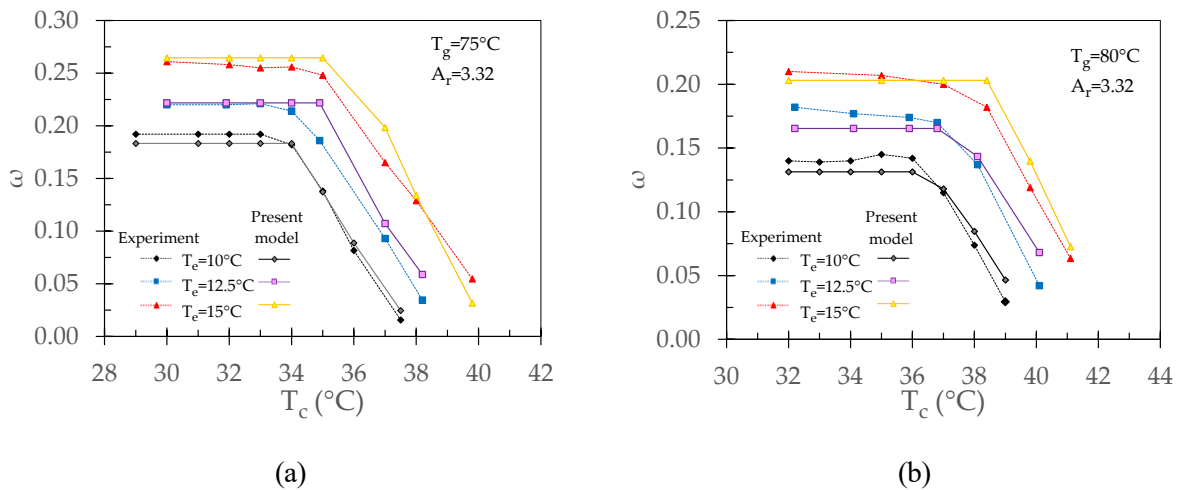 0.30
0.25
0.20
0.15
0.10
0.05
0.00
ω
T_g=75°C
A_r=3.32
Experiment
Present
model
T_e=10°C
T_e=12.5°C
T_e=15°C
28 30 32 34 36 38 40 42
T_c (°C)
(a)
0.25
0.20
0.15
0.10
0.05
0.00
ω
T_g=80°C
A_r=3.32
Experiment
Present
model
T_e=10°C
T_e=12.5°C
T_e=15°C
30 32 34 36 38 40 42 44
T_c (°C)
(b)